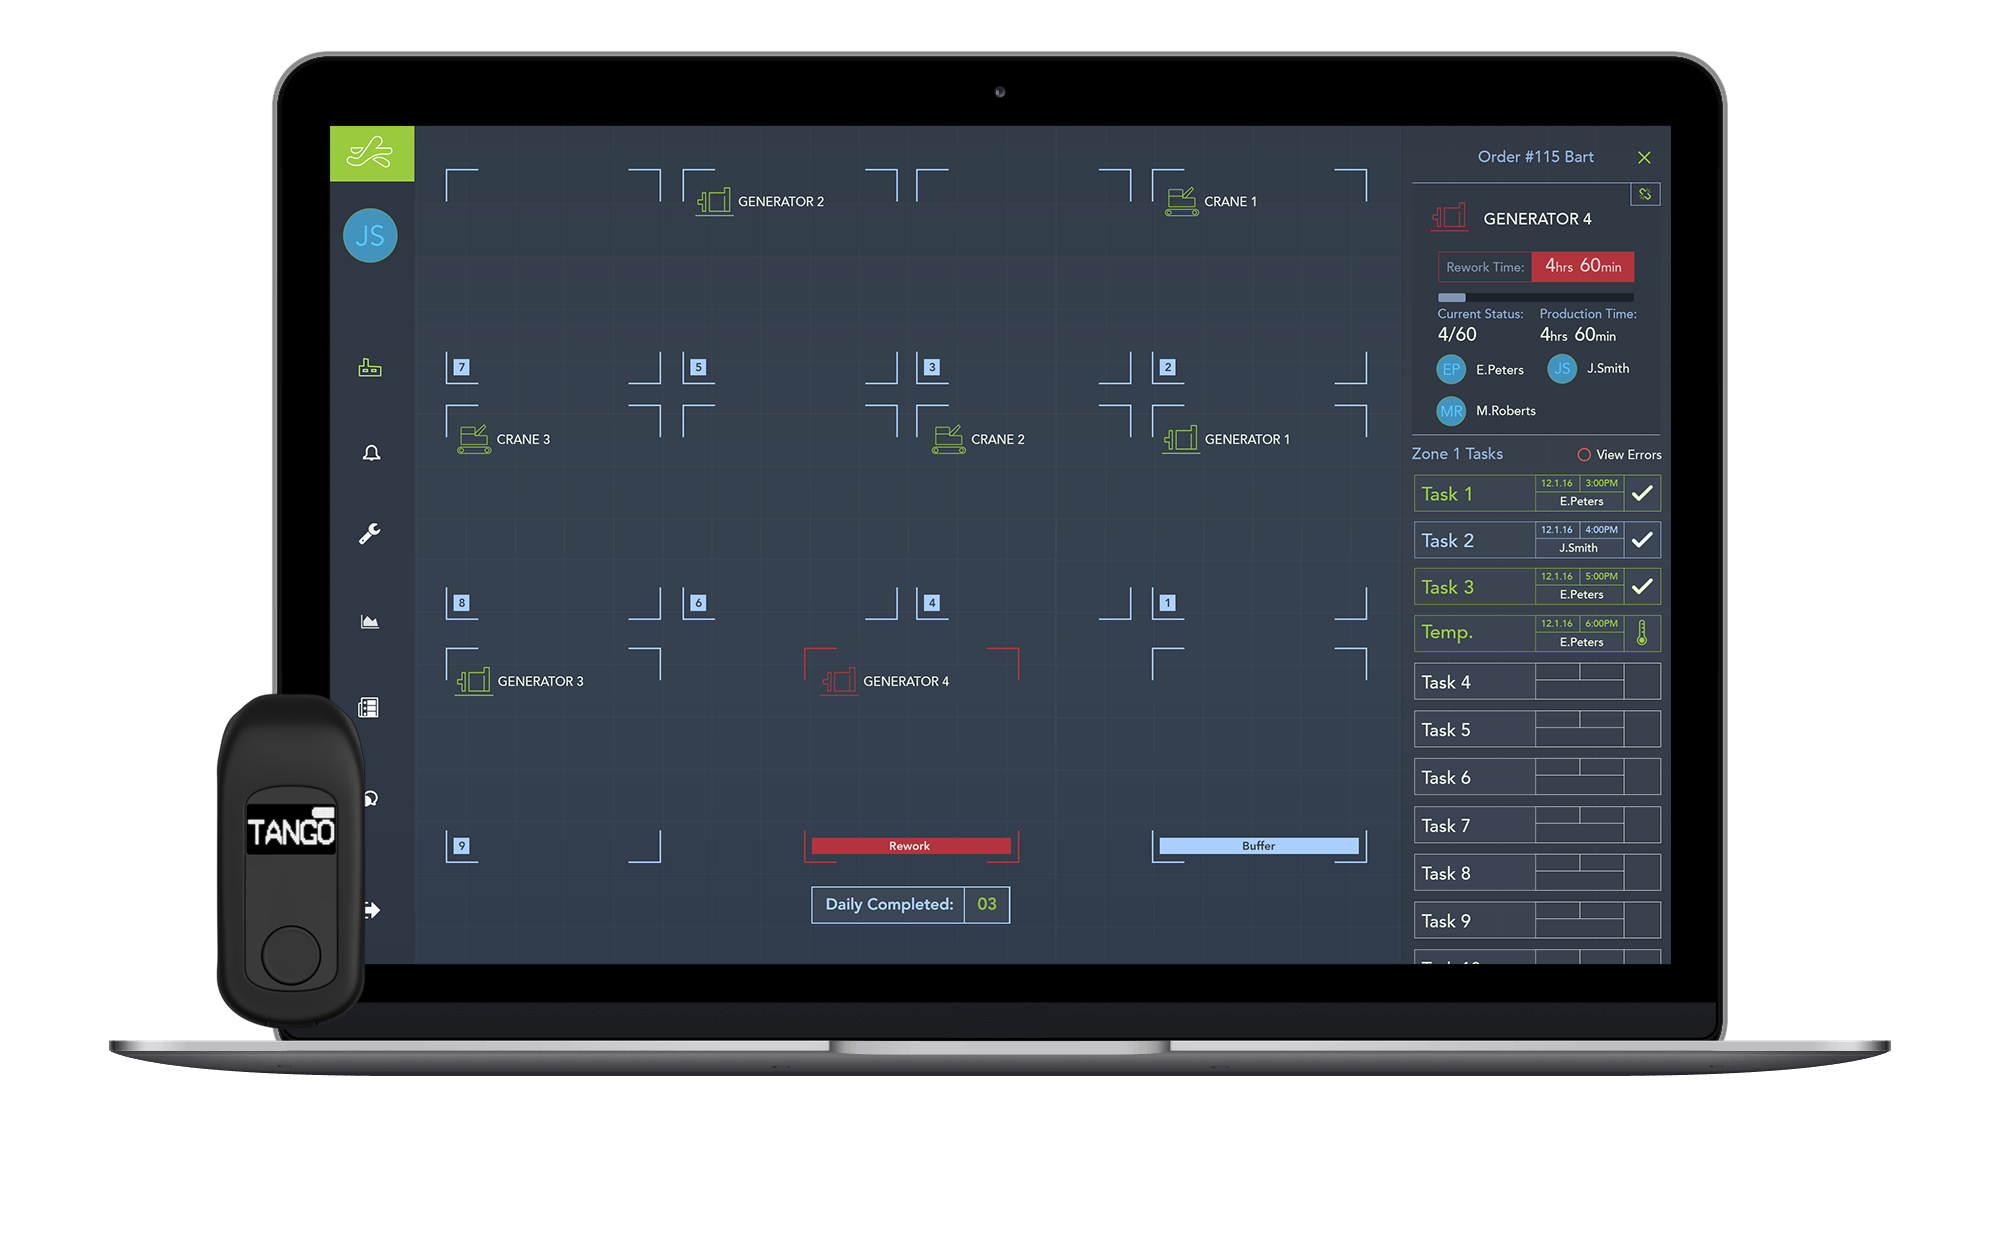 JS
GENERATOR 2
CRANE 1
7
5
3
2
CRANE 3
CRANE 2
GENERATOR 1
8
6
4
1
GENERATOR 3
GENERATOR 4
9
Rework
Buffer
Daily Completed: 03
Order #115 Bart
GENERATOR 4
Rework Time: 4hrs 60min
Current Status: Production Time:
4/60 4hrs 60min
EP E.Peters JS J.Smith
MR M.Roberts
Zone 1 Tasks View Errors
Task 1 12.1.16 3:00PM
E.Peters
Task 2 12.1.16 4:00PM
J.Smith
Task 3 12.1.16 5:00PM
E.Peters
Temp. 12.1.16 6:00PM
E.Peters
Task 4
Task 5
Task 6
Task 7
Task 8
Task 9
TANGO